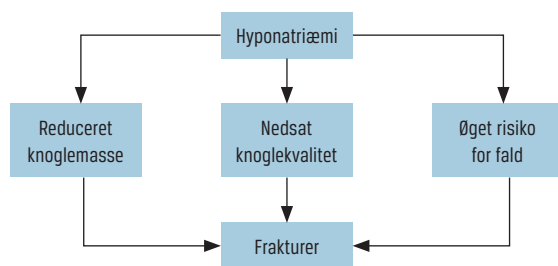 Hyponatriæmi
Reduceret
knoglemasse
Nedsat
knoglekvalitet
Øget risiko
for fald
Frakturer